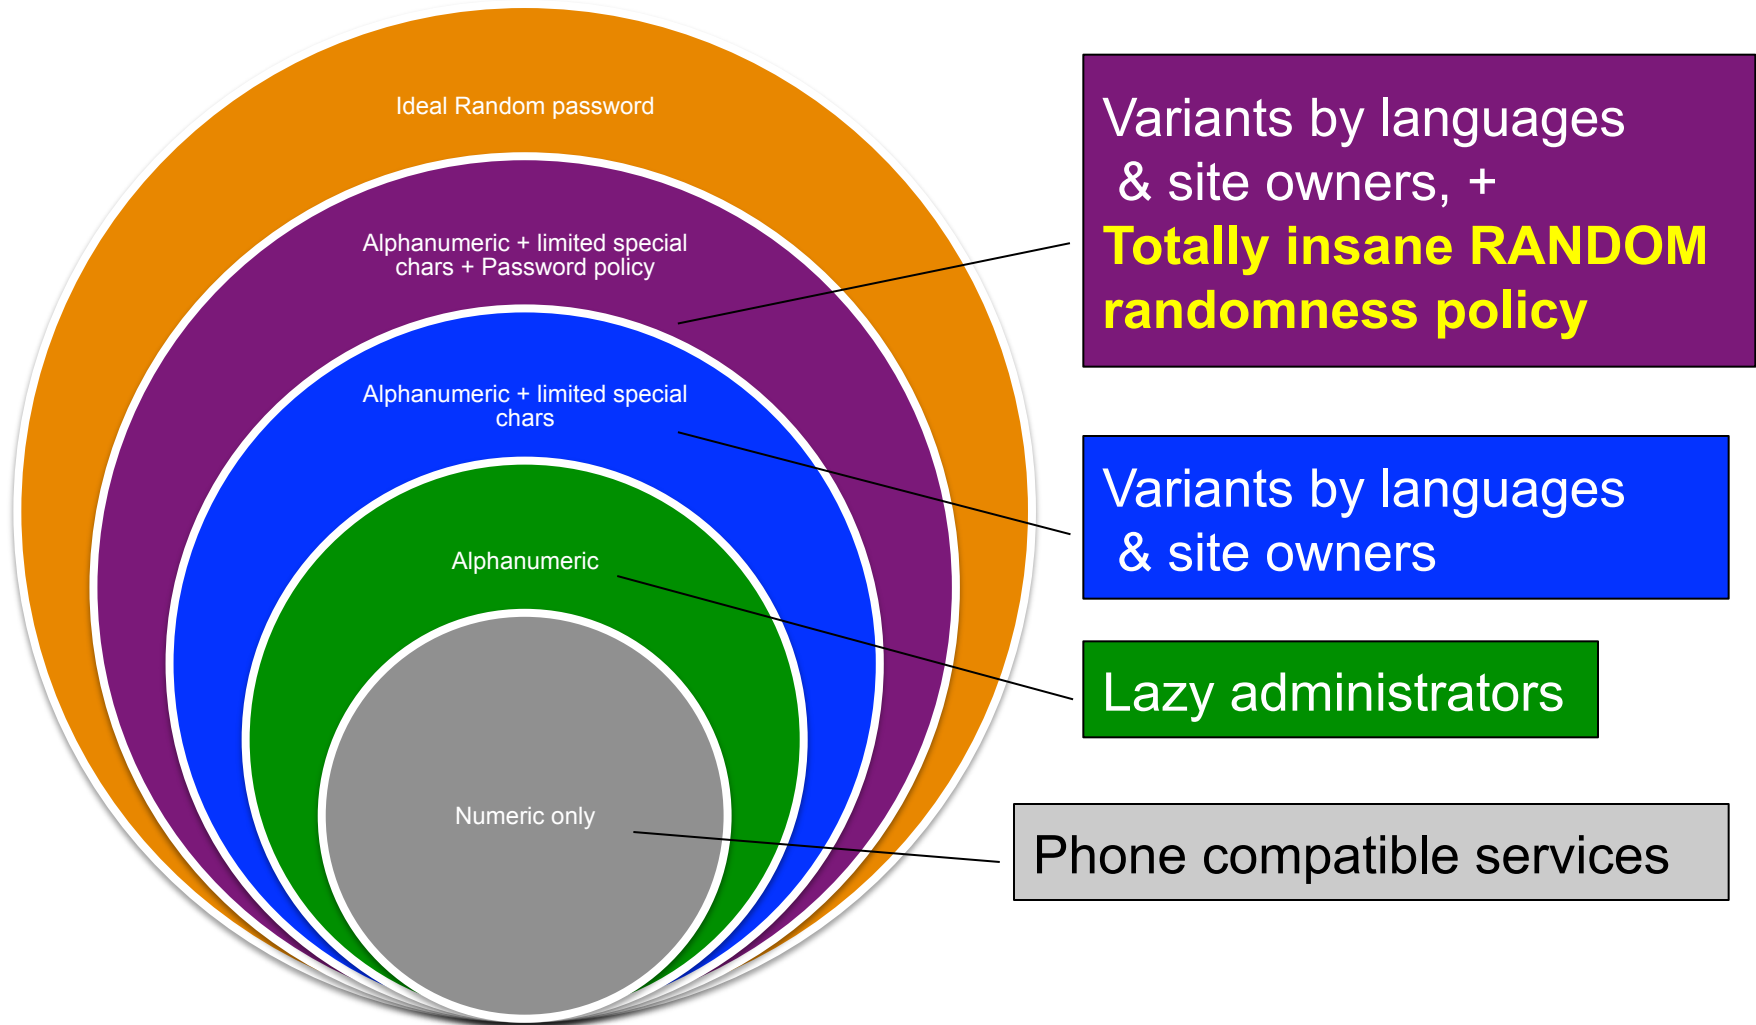 Ideal Random password
Alphanumeric + limited special
chars + Password policy
Alphanumeric + limited special
chars
Alphanumeric
Numeric only
Variants by languages
& site owners, +
Totally insane RANDOM
randomness policy
Variants by languages
& site owners
Lazy administrators
Phone compatible services